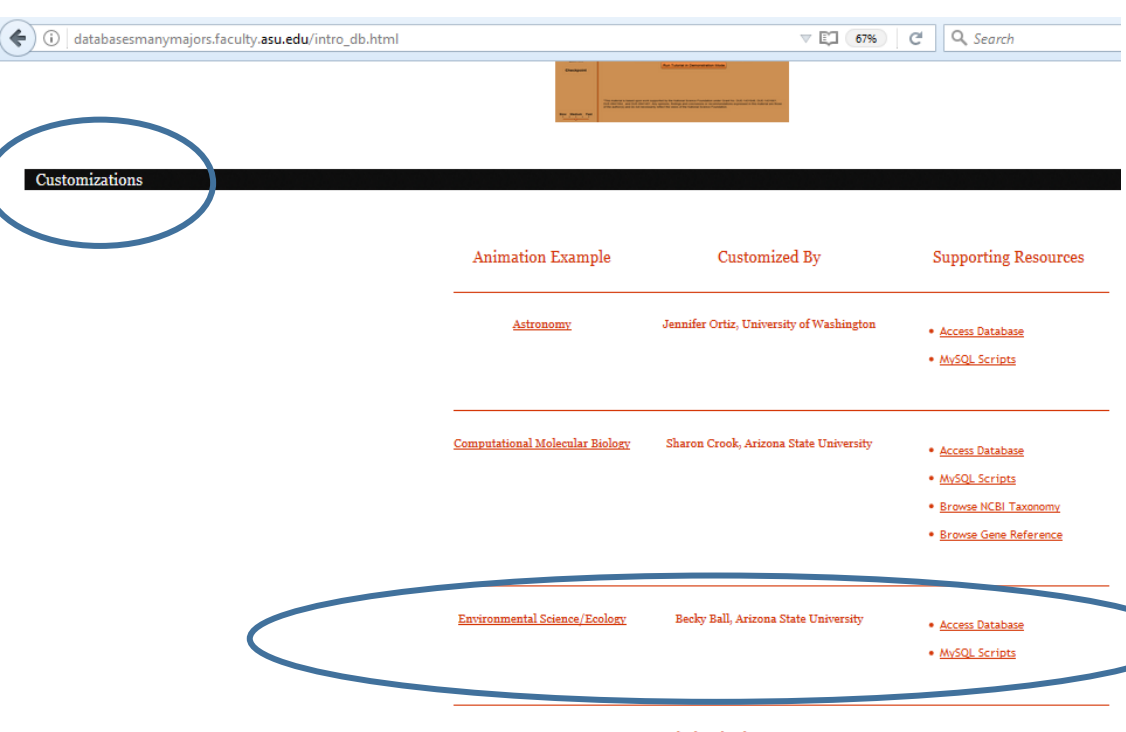 databasesmanymajors.faculty.asu.edu/intro_db.html 67% Search
Checkpoint
Customizations
Animation Example Customized By Supporting Resources
Astronomy Jennifer Ortiz, University of Washington • Access Database
• MySQL Scripts
Computational Molecular Biology Sharon Crook, Arizona State University • Access Database
• MySQL Scripts
• Browse NCBI Taxonomy
• Browse Gene Reference
Environmental Science/Ecology Becky Ball, Arizona State University • Access Database
• MySQL Scripts